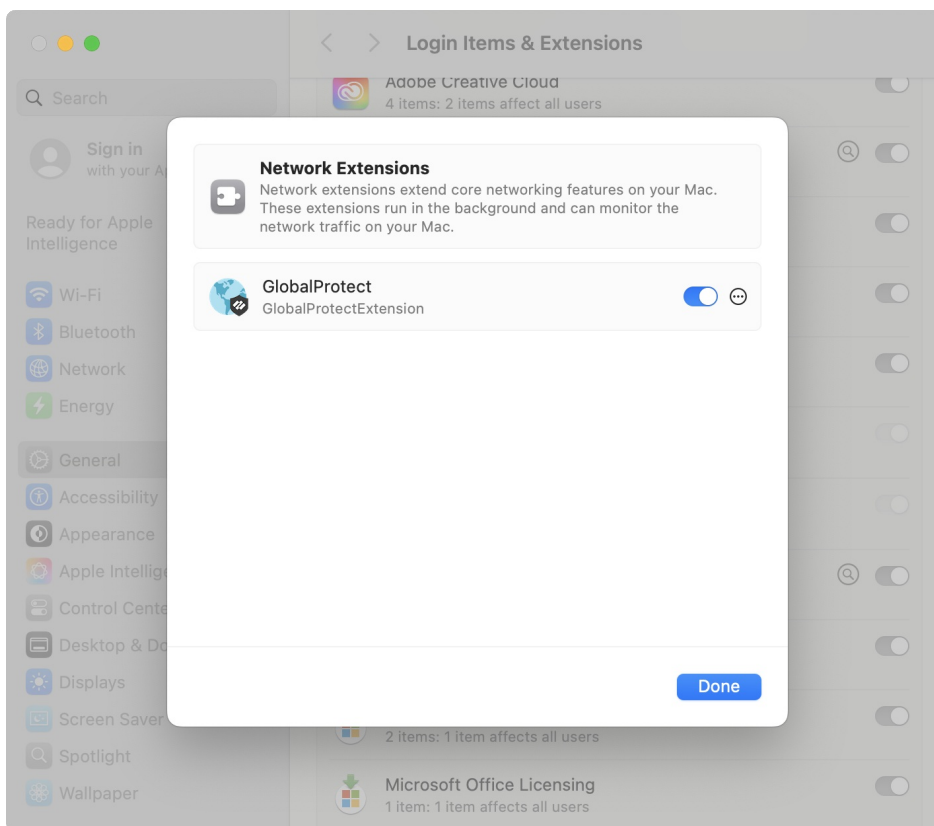 Login Items & Extensions
Search
Sign in
with your A
Ready for Apple
Intelligence
Wi-Fi
Bluetooth
Network
Energy
General
Accessibility
Appearance
Apple Intellige
Control Cente
Desktop & Do
Displays
Screen Saver
Spotlight
Wallpaper
Adobe Creative Cloud
4 items: 2 items affect all users
Network Extensions
Network extensions extend core networking features on your Mac.
These extensions run in the background and can monitor the
network traffic on your Mac.
GlobalProtect
GlobalProtectExtension
Done
2 items: 1 item affects all users
Microsoft Office Licensing
1 item: 1 item affects all users